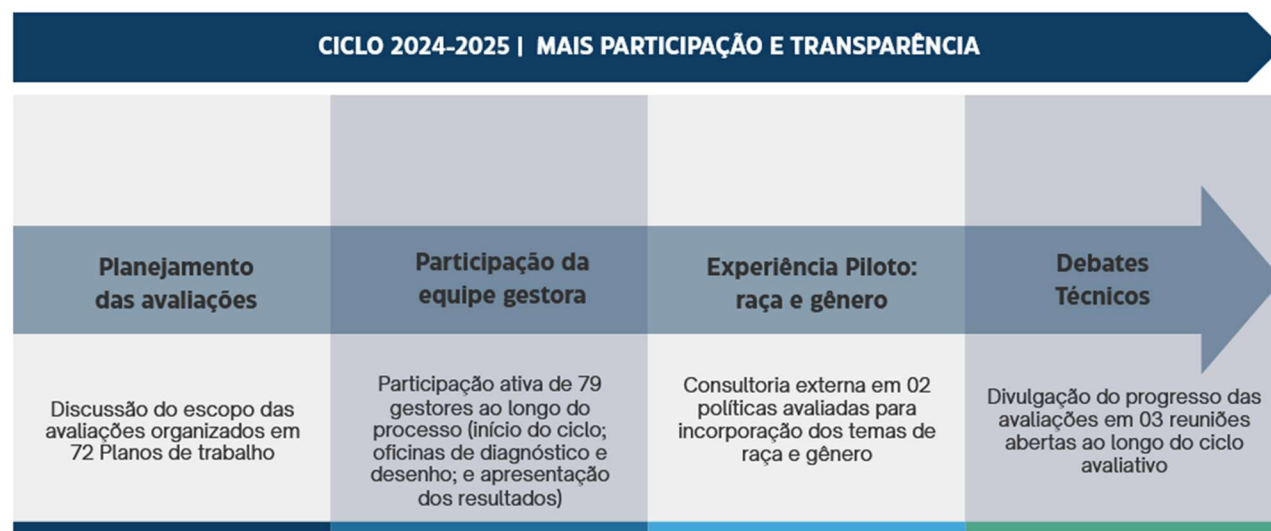 CICLO 2024-2025 | MAIS PARTICIPAÇÃO E TRANSPARÊNCIA
Planejamento
das avaliações
Discussão do escopo das
avaliações organizados em
72 Planos de trabalho
Participação da
equipe gestora
Participação ativa de 79
gestores ao longo do
processo (início do ciclo;
oficinas de diagnóstico e
desenho; e apresentação
dos resultados)
Experiência Piloto:
raça e gênero
Consultoria externa em 02
políticas avaliadas para
incorporação dos temas de
raça e gênero
Debates
Técnicos
Divulgação do progresso das
avaliações em 03 reuniões
abertas ao longo do ciclo
avaliativo